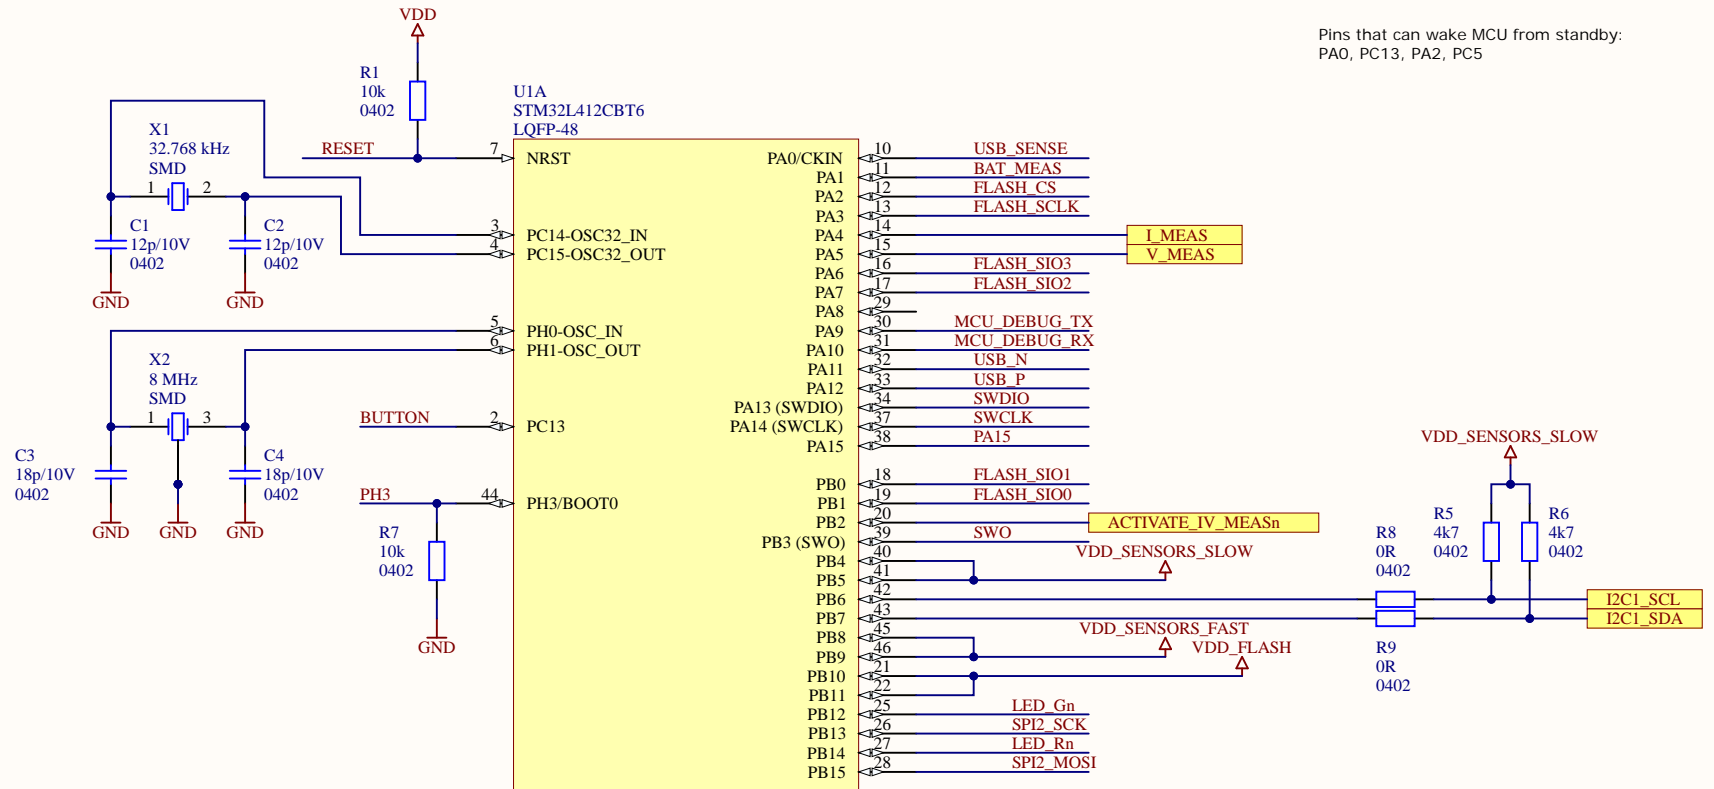 VDD
Pins that can wake MCU from standby:
PA0, PC13, PA2, PC5
R1
10k
0402
U1A
STM32L412CBT6
LQFP-48
X1
32.768 kHz
SMD
1
2
C1
12p/10V
0402
C2
12p/10V
0402
GND
GND
RESET
7
NRST
3
PC14-OSC32_IN
4
PC15-OSC32_OUT
5
PH0-OSC_IN
6
PH1-OSC_OUT
X2
8 MHz
SMD
1
3
C3
18p/10V
0402
C4
18p/10V
0402
GND
GND
GND
BUTTON
2
PC13
PH3
44
PH3/BOOT0
R7
10k
0402
GND
PA0/CKIN
10
USB_SENSE
PA1
11
BAT_MEAS
PA2
12
FLASH_CS
PA3
13
FLASH_SCLK
PA4
14
I_MEAS
PA5
15
V_MEAS
PA6
16
FLASH_SIO3
PA7
17
FLASH_SIO2
PA8
29
PA9
30
MCU_DEBUG_TX
PA10
31
MCU_DEBUG_RX
PA11
32
USB_N
PA12
33
USB_P
PA13 (SWDIO)
34
SWDIO
PA14 (SWCLK)
37
SWCLK
PA15
38
PA15
PB0
18
FLASH_SIO1
PB1
19
FLASH_SIO0
PB2
20
ACTIVATE_IV_MEASn
PB3 (SWO)
39
SWO
PB4
40
VDD_SENSORS_SLOW
PB5
41
PB6
42
PB7
43
PB8
45
VDD_SENSORS_FAST
PB9
46
VDD_FLASH
PB10
21
PB11
22
PB12
25
LED_Gn
PB13
26
SPI2_SCK
PB14
27
LED_Rn
PB15
28
SPI2_MOSI
VDD_SENSORS_SLOW
R5
4k7
0402
R6
4k7
0402
R8
0R
0402
I2C1_SCL
I2C1_SDA
R9
0R
0402